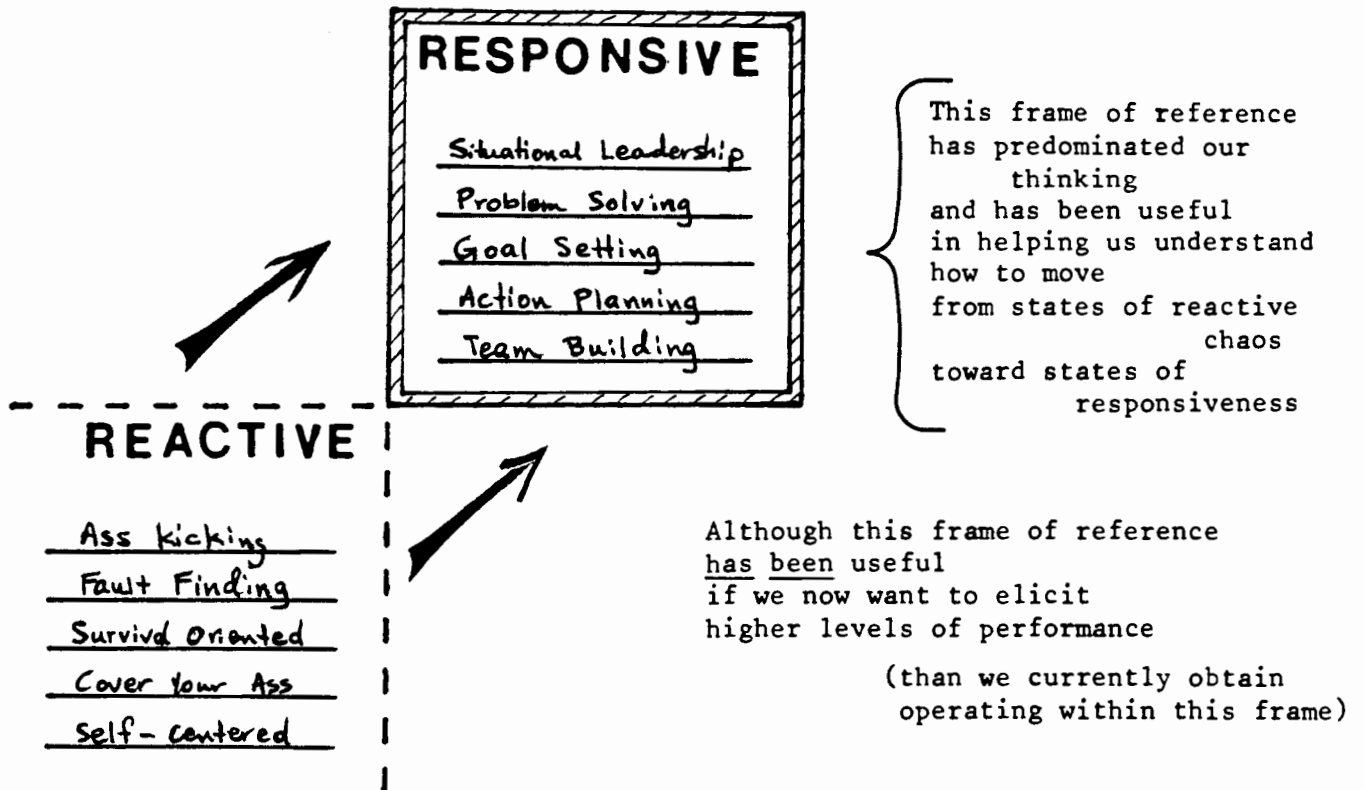 RESPONSIVE
Situational Leadership
Problem Solving
Goal Setting
Action Planning
Team Building
This frame of reference
has predominated our
thinking
and has been useful
in helping us understand
how to move
from states of reactive
chaos
toward states of
responsiveness
REACTIVE
Ass Kicking
Fault Finding
Survivd Oriented
Cover Your Ass
Self-centered
Although this frame of reference
has been useful
if we now want to elicit
higher levels of performance
(than we currently obtain
operating within this frame)